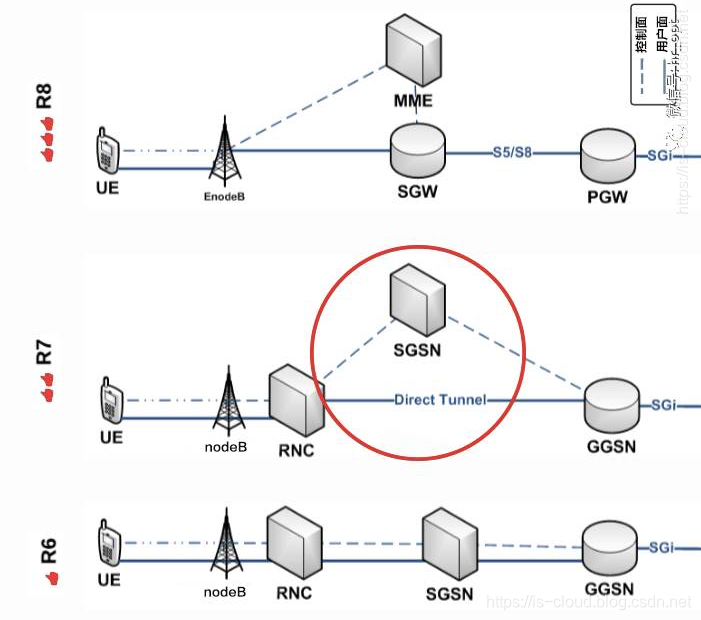 控制面
用户面
R8
MME
UE
EnodeB
SGW
S5/S8
PGW
SGi
R7
SGSN
Direct Tunnel
UE
nodeB
RNC
GGSN
SGi
R6
UE
nodeB
RNC
SGSN
GGSN
SGi
https://is-cloud.blog.csdn.net